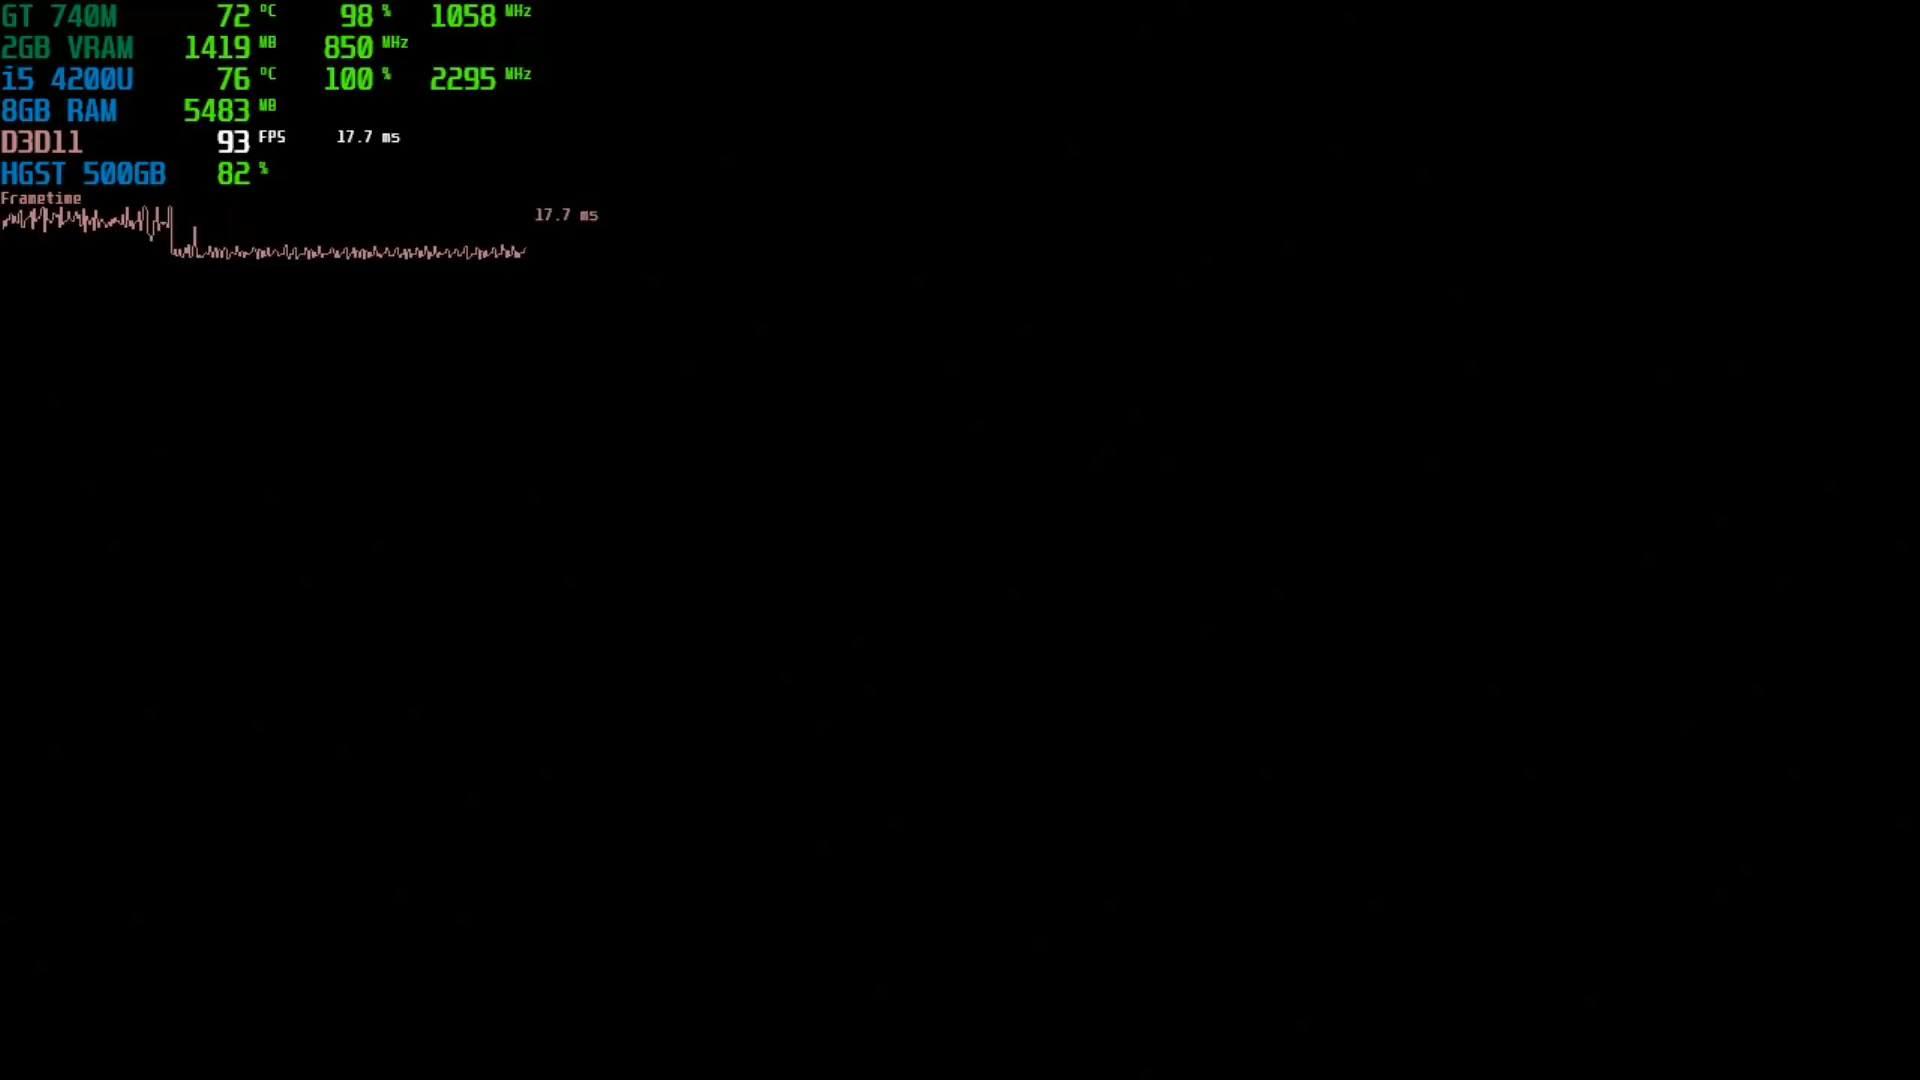 GT 740M 72 °C 98 % 1058 MHz
2GB VRAM 1419 MB 850 MHz
i5 4200U 76 °C 100 % 2295 MHz
8GB RAM 5483 MB
D3D11 93 FPS 17.7 ms
HGST 500GB 82 %
Frametime
17.7 ms